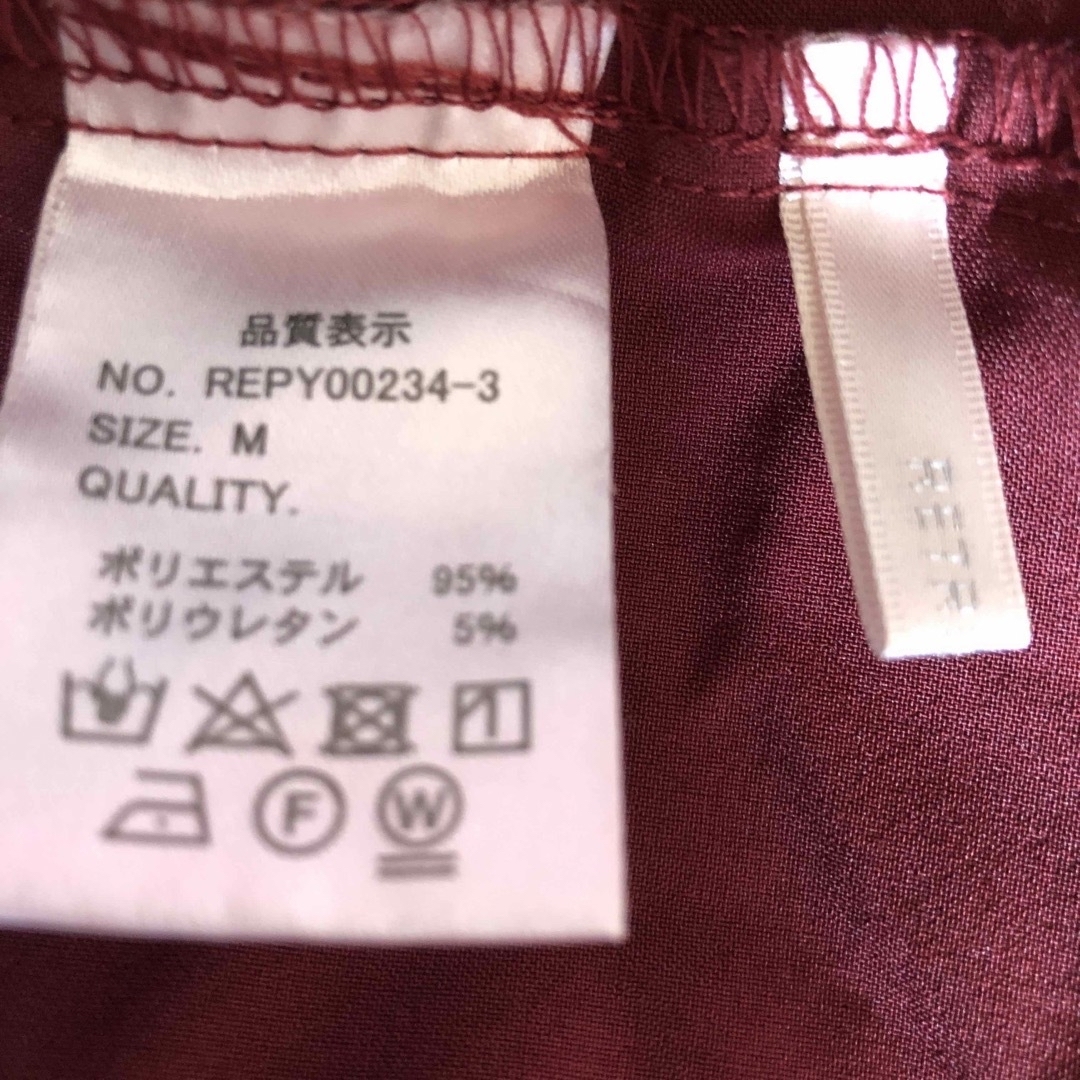 品質表示
NO. REPY00234-3
SIZE. M
QUALITY.
ポリエステル 95%
ポリウレタン 5%
F
W